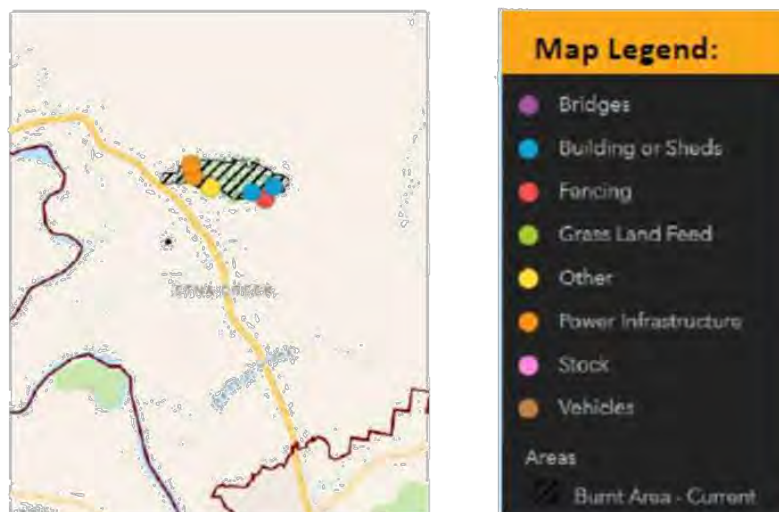 Map Legend:
Bridges
Building or Sheds
Fencing
Grass Land Feed
Other
Power Infrastructure
Stock
Vehicles
Areas
Burnt Area - Current